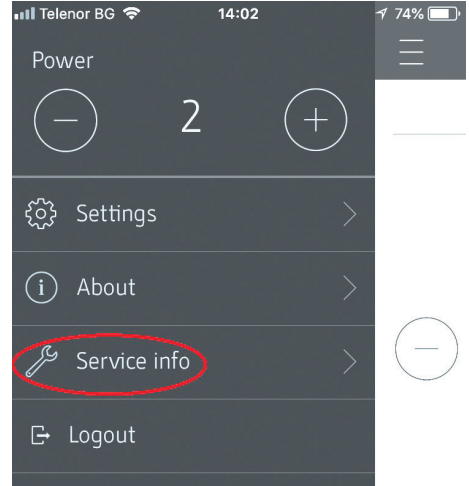 Telenor BG 14:02 74%
Power
2
Settings
About
Service info
Logout